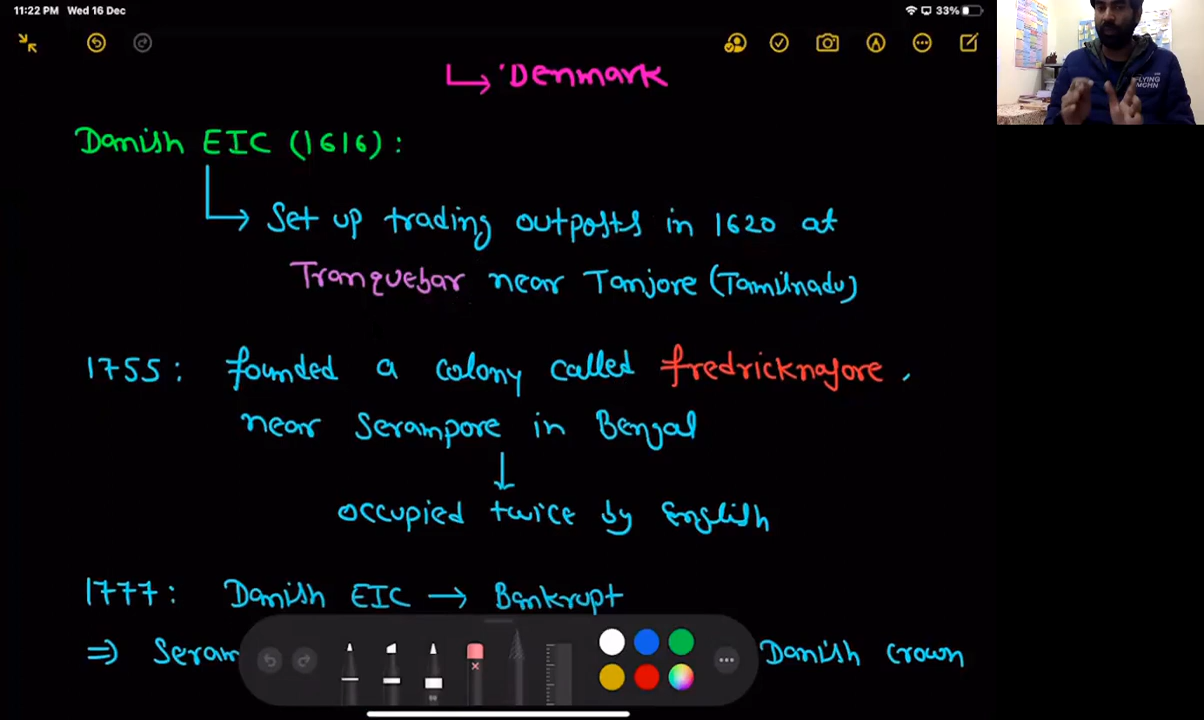 11:22 PM Wed 16 Dec
33%
↳ Denmark
Danish EIC (1616) :
↳ Set up trading outposts in 1620 at
Tranquebar near Tanjore (Tamilnadu)
1755 : founded a colony called fredricknajore,
near Serampore in Bengal
↓
occupied twice by English
1777 : Danish EIC → Bankrupt
⇒ Seram
Danish crown
FLYING